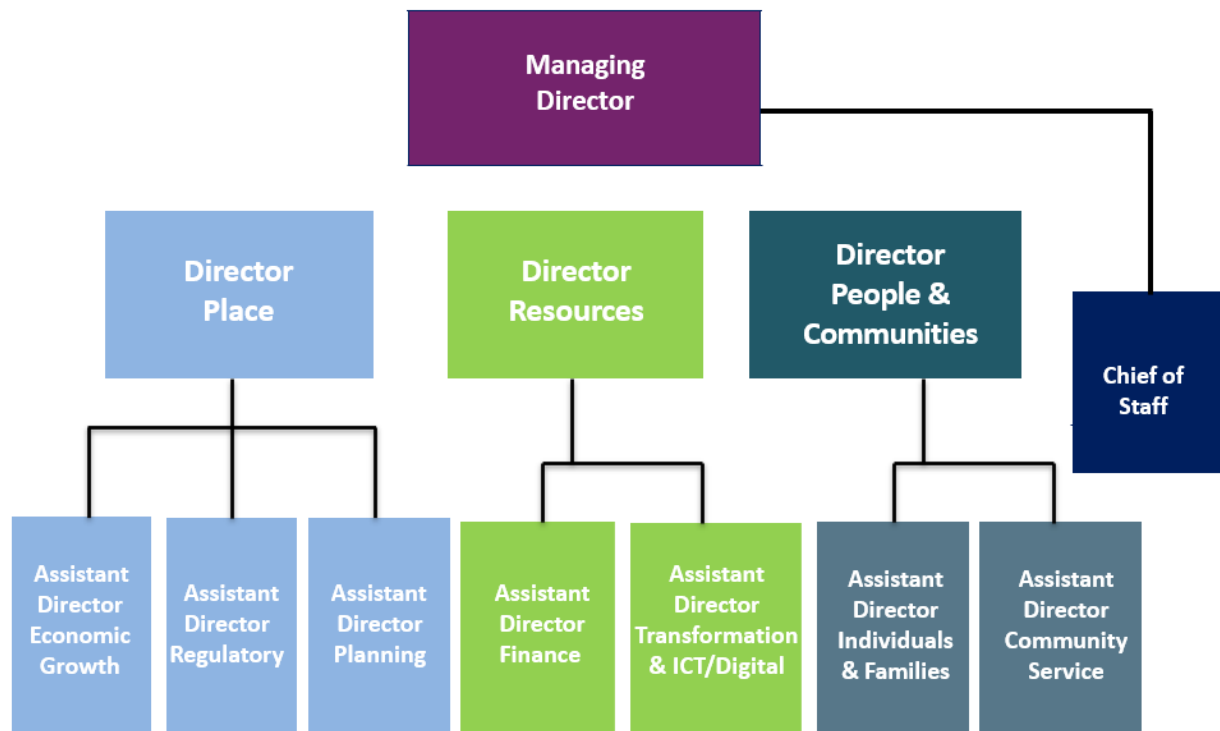 Managing
Director
Director
Place
Director
Resources
Director
People &
Communities
Chief of
Staff
Assistant
Director
Economic
Growth
Assistant
Director
Regulatory
Assistant
Director
Planning
Assistant
Director
Finance
Assistant
Director
Transformation
& ICT/Digital
Assistant
Director
Individuals
& Families
Assistant
Director
Community
Service